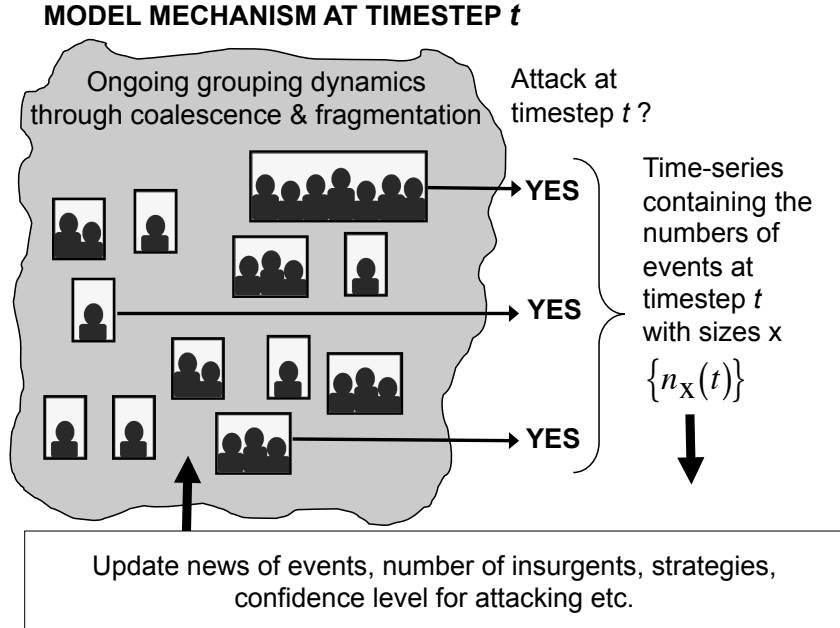 MODEL MECHANISM AT TIMESTEP t
Ongoing grouping dynamics
through coalescence & fragmentation
Attack at
timestep t ?
YES
YES
YES
Time-series
containing the
numbers of
events at
timestep t
with sizes x
{nx(t)}
Update news of events, number of insurgents, strategies,
confidence level for attacking etc.